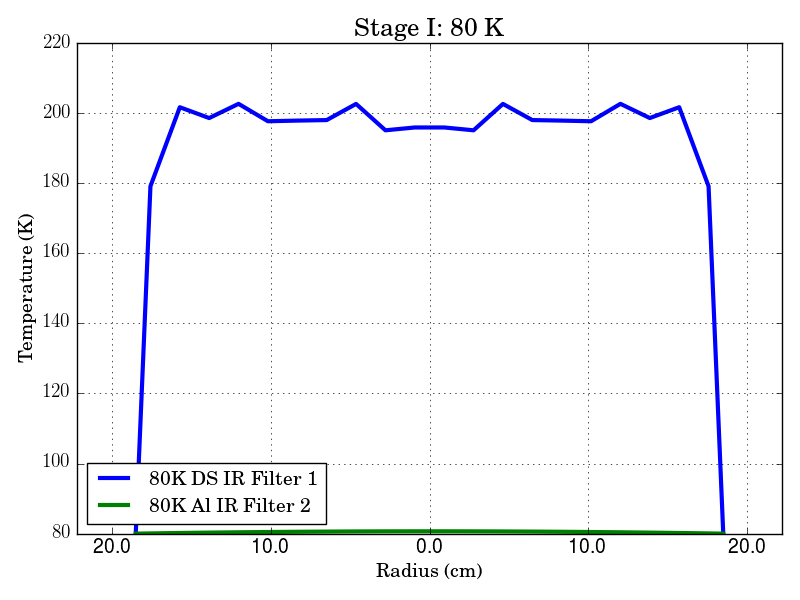 Stage I: 80 K
220
200
180
160
140
120
100
80
Temperature (K)
80K DS IR Filter 1
80K Al IR Filter 2
20.0 10.0 0.0 10.0 20.0
Radius (cm)